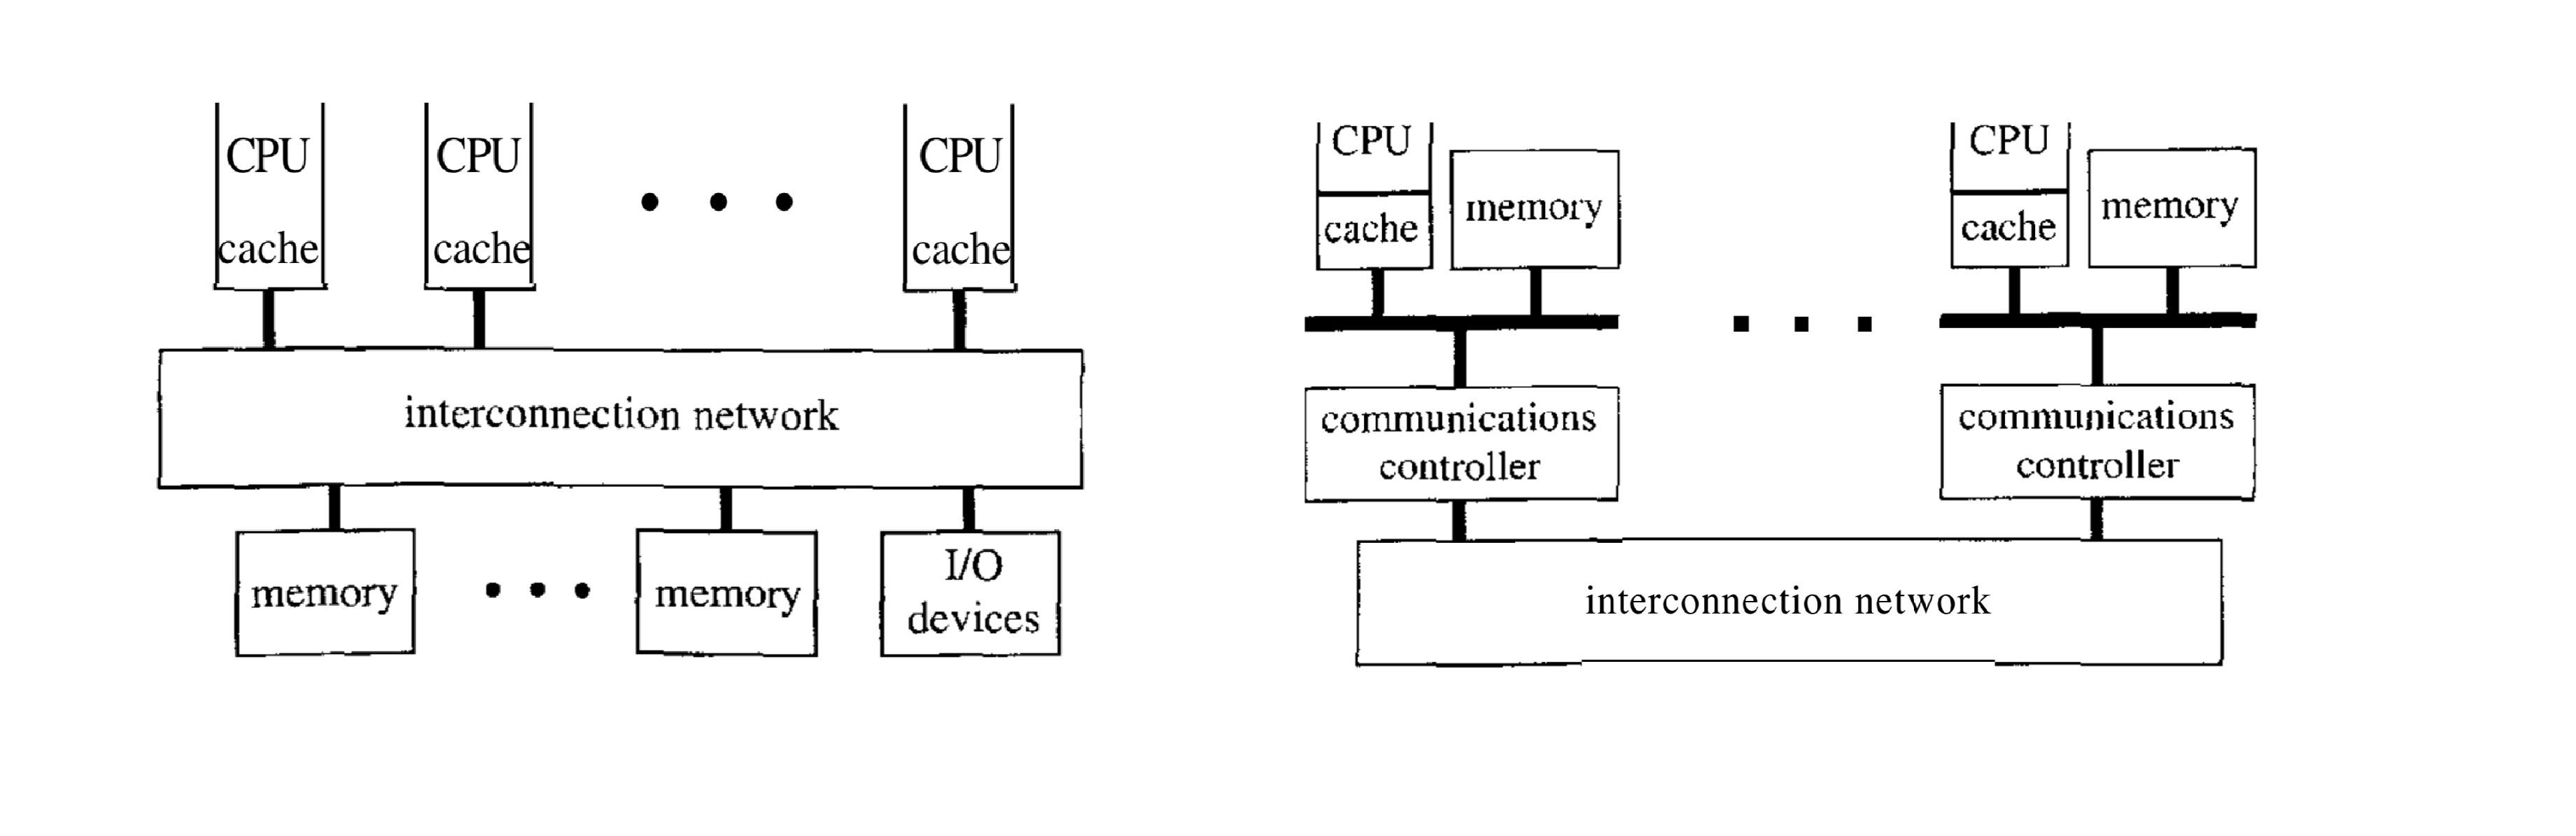 CPU
cache
CPU
cache
CPU
cache
interconnection network
memory
memory
I/O
devices
CPU
cache
memory
CPU
cache
memory
communications
controller
communications
controller
interconnection network